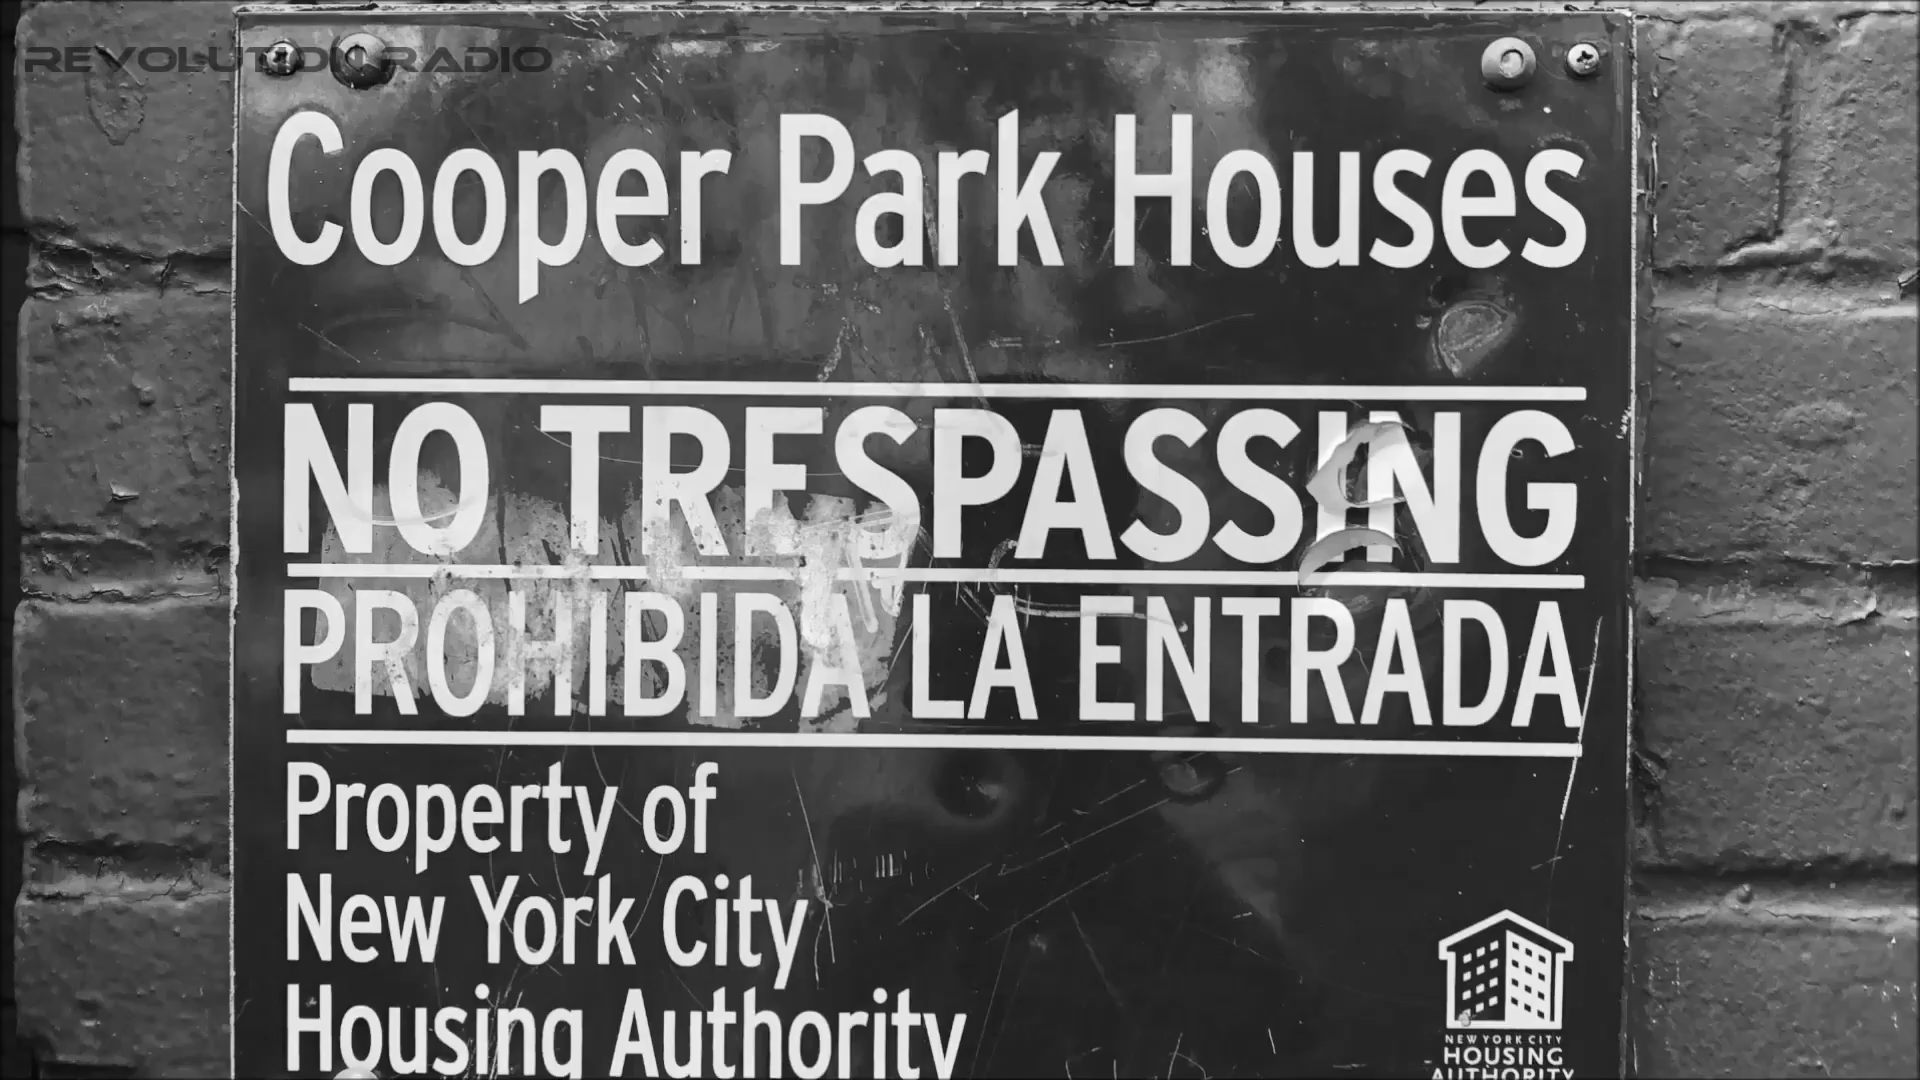 REVOLUTION RADIO
Cooper Park Houses
NO TRESPASSING
PROHIBIDA LA ENTRADA
Property of
New York City
Housing Authority
NEW YORK CITY
HOUSING
AUTHORITY